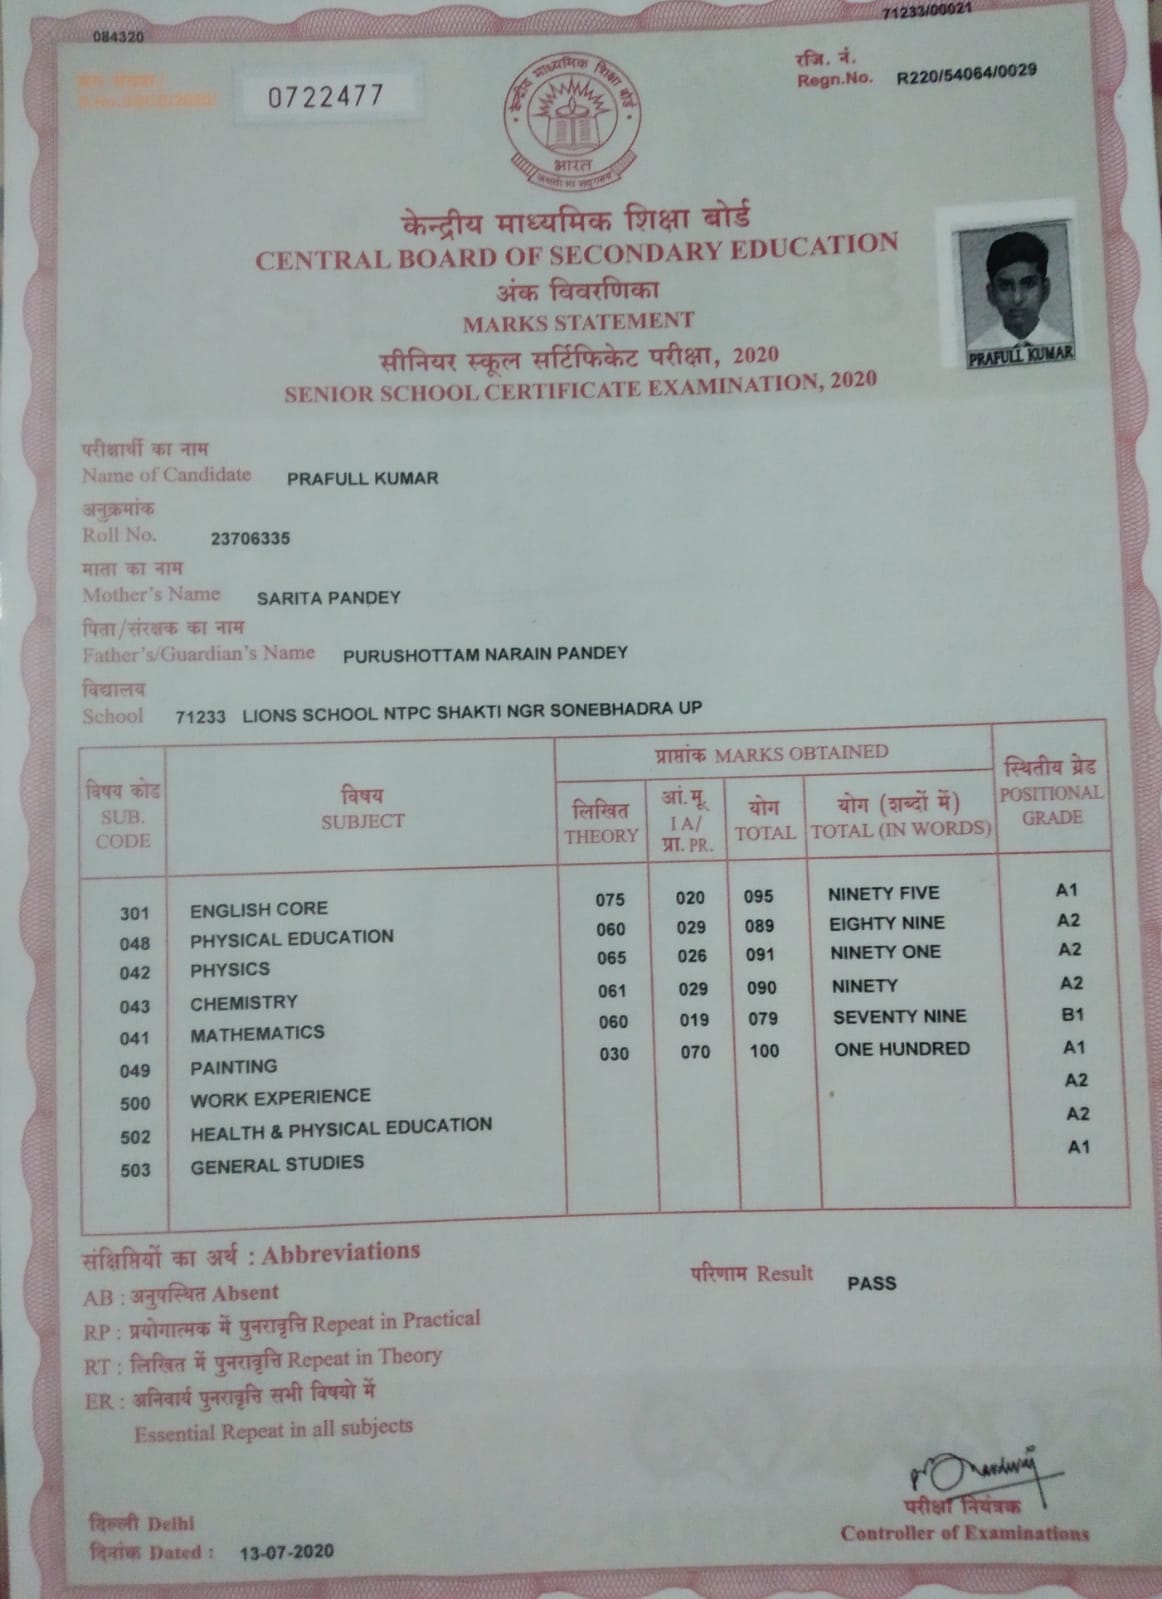 084320
71233/00021
0722477
रजि. नं.
Regn.No. R220/54064/0029
केन्द्रीय माध्यमिक शिक्षा बोर्ड
भारत
केन्द्रीय माध्यमिक शिक्षा बोर्ड
CENTRAL BOARD OF SECONDARY EDUCATION
अंक विवरणिका
MARKS STATEMENT
सीनियर स्कूल सर्टिफिकेट परीक्षा, 2020
SENIOR SCHOOL CERTIFICATE EXAMINATION, 2020
PRAFULL KUMAR
परीक्षार्थी का नाम
Name of Candidate PRAFULL KUMAR
अनुक्रमांक
Roll No. 23706335
माता का नाम
Mother's Name SARITA PANDEY
पिता/संरक्षक का नाम
Father's/Guardian's Name PURUSHOTTAM NARAIN PANDEY
विद्यालय
School 71233 LIONS SCHOOL NTPC SHAKTI NGR SONEBHADRA UP
विषय कोड
SUB.
CODE
विषय
SUBJECT
प्राप्तांक MARKS OBTAINED
लिखित
THEORY
आं.मू.
I A/
प्रा. PR.
योग
TOTAL
योग (शब्दों में)
TOTAL (IN WORDS)
स्थितीय ग्रेड
POSITIONAL
GRADE
301 ENGLISH CORE 075 020 095 NINETY FIVE A1
048 PHYSICAL EDUCATION 060 029 089 EIGHTY NINE A2
042 PHYSICS 065 026 091 NINETY ONE A2
043 CHEMISTRY 061 029 090 NINETY A2
041 MATHEMATICS 060 019 079 SEVENTY NINE B1
049 PAINTING 030 070 100 ONE HUNDRED A1
500 WORK EXPERIENCE A2
502 HEALTH & PHYSICAL EDUCATION A2
503 GENERAL STUDIES A1
संक्षिप्तियों का अर्थ : Abbreviations
AB : अनुपस्थित Absent
RP : प्रयोगात्मक में पुनरावृत्ति Repeat in Practical
RT : लिखित में पुनरावृत्ति Repeat in Theory
ER : अनिवार्य पुनरावृत्ति सभी विषयो में
Essential Repeat in all subjects
परिणाम Result PASS
परीक्षा नियंत्रक
Controller of Examinations
दिल्ली Delhi
दिनांक Dated : 13-07-2020